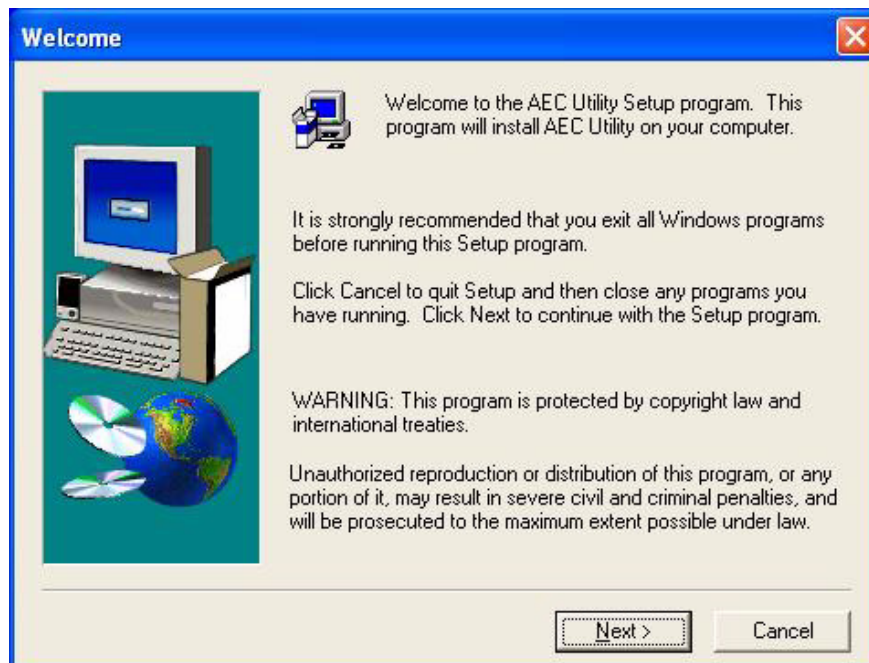 Welcome
Welcome to the AEC Utility Setup program. This
program will install AEC Utility on your computer.
It is strongly recommended that you exit all Windows programs
before running this Setup program.
Click Cancel to quit Setup and then close any programs you
have running. Click Next to continue with the Setup program.
WARNING: This program is protected by copyright law and
international treaties.
Unauthorized reproduction or distribution of this program, or any
portion of it, may result in severe civil and criminal penalties, and
will be prosecuted to the maximum extent possible under law.
Next >
Cancel